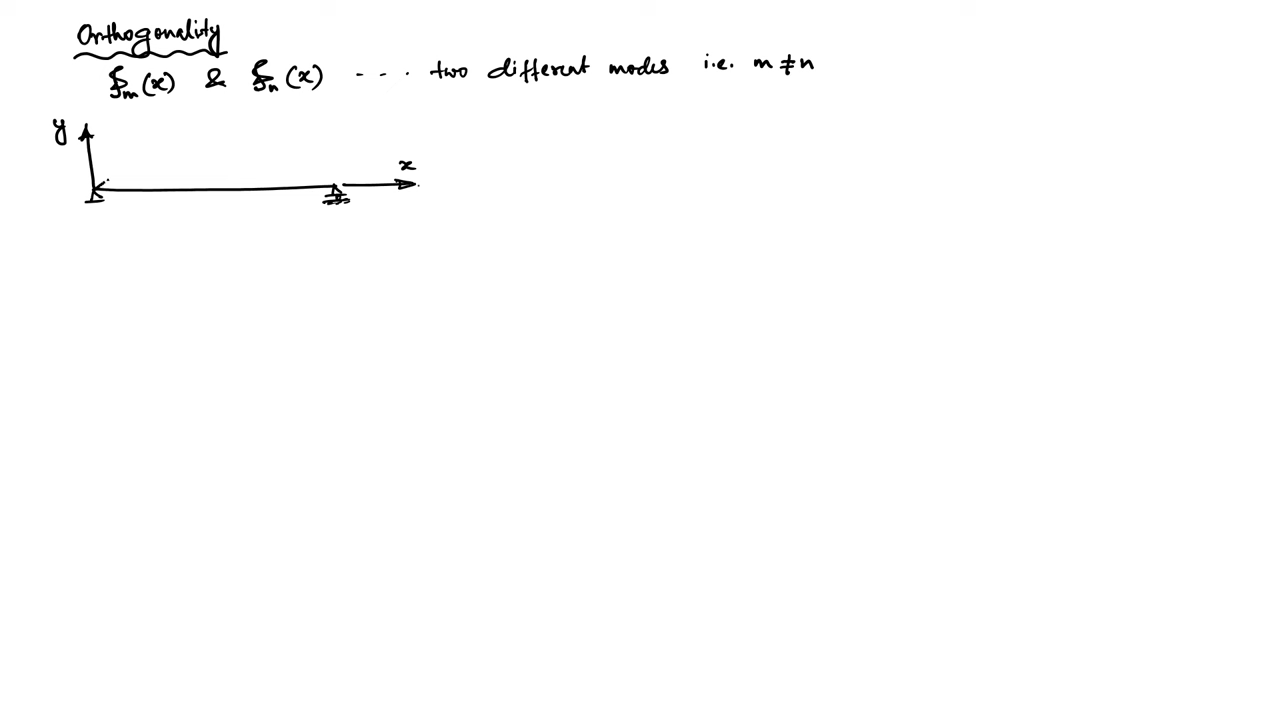 Orthogonality
ξₘ(x) & ξₙ(x) - - . . two different modes i.e. m ≠ n
y
x